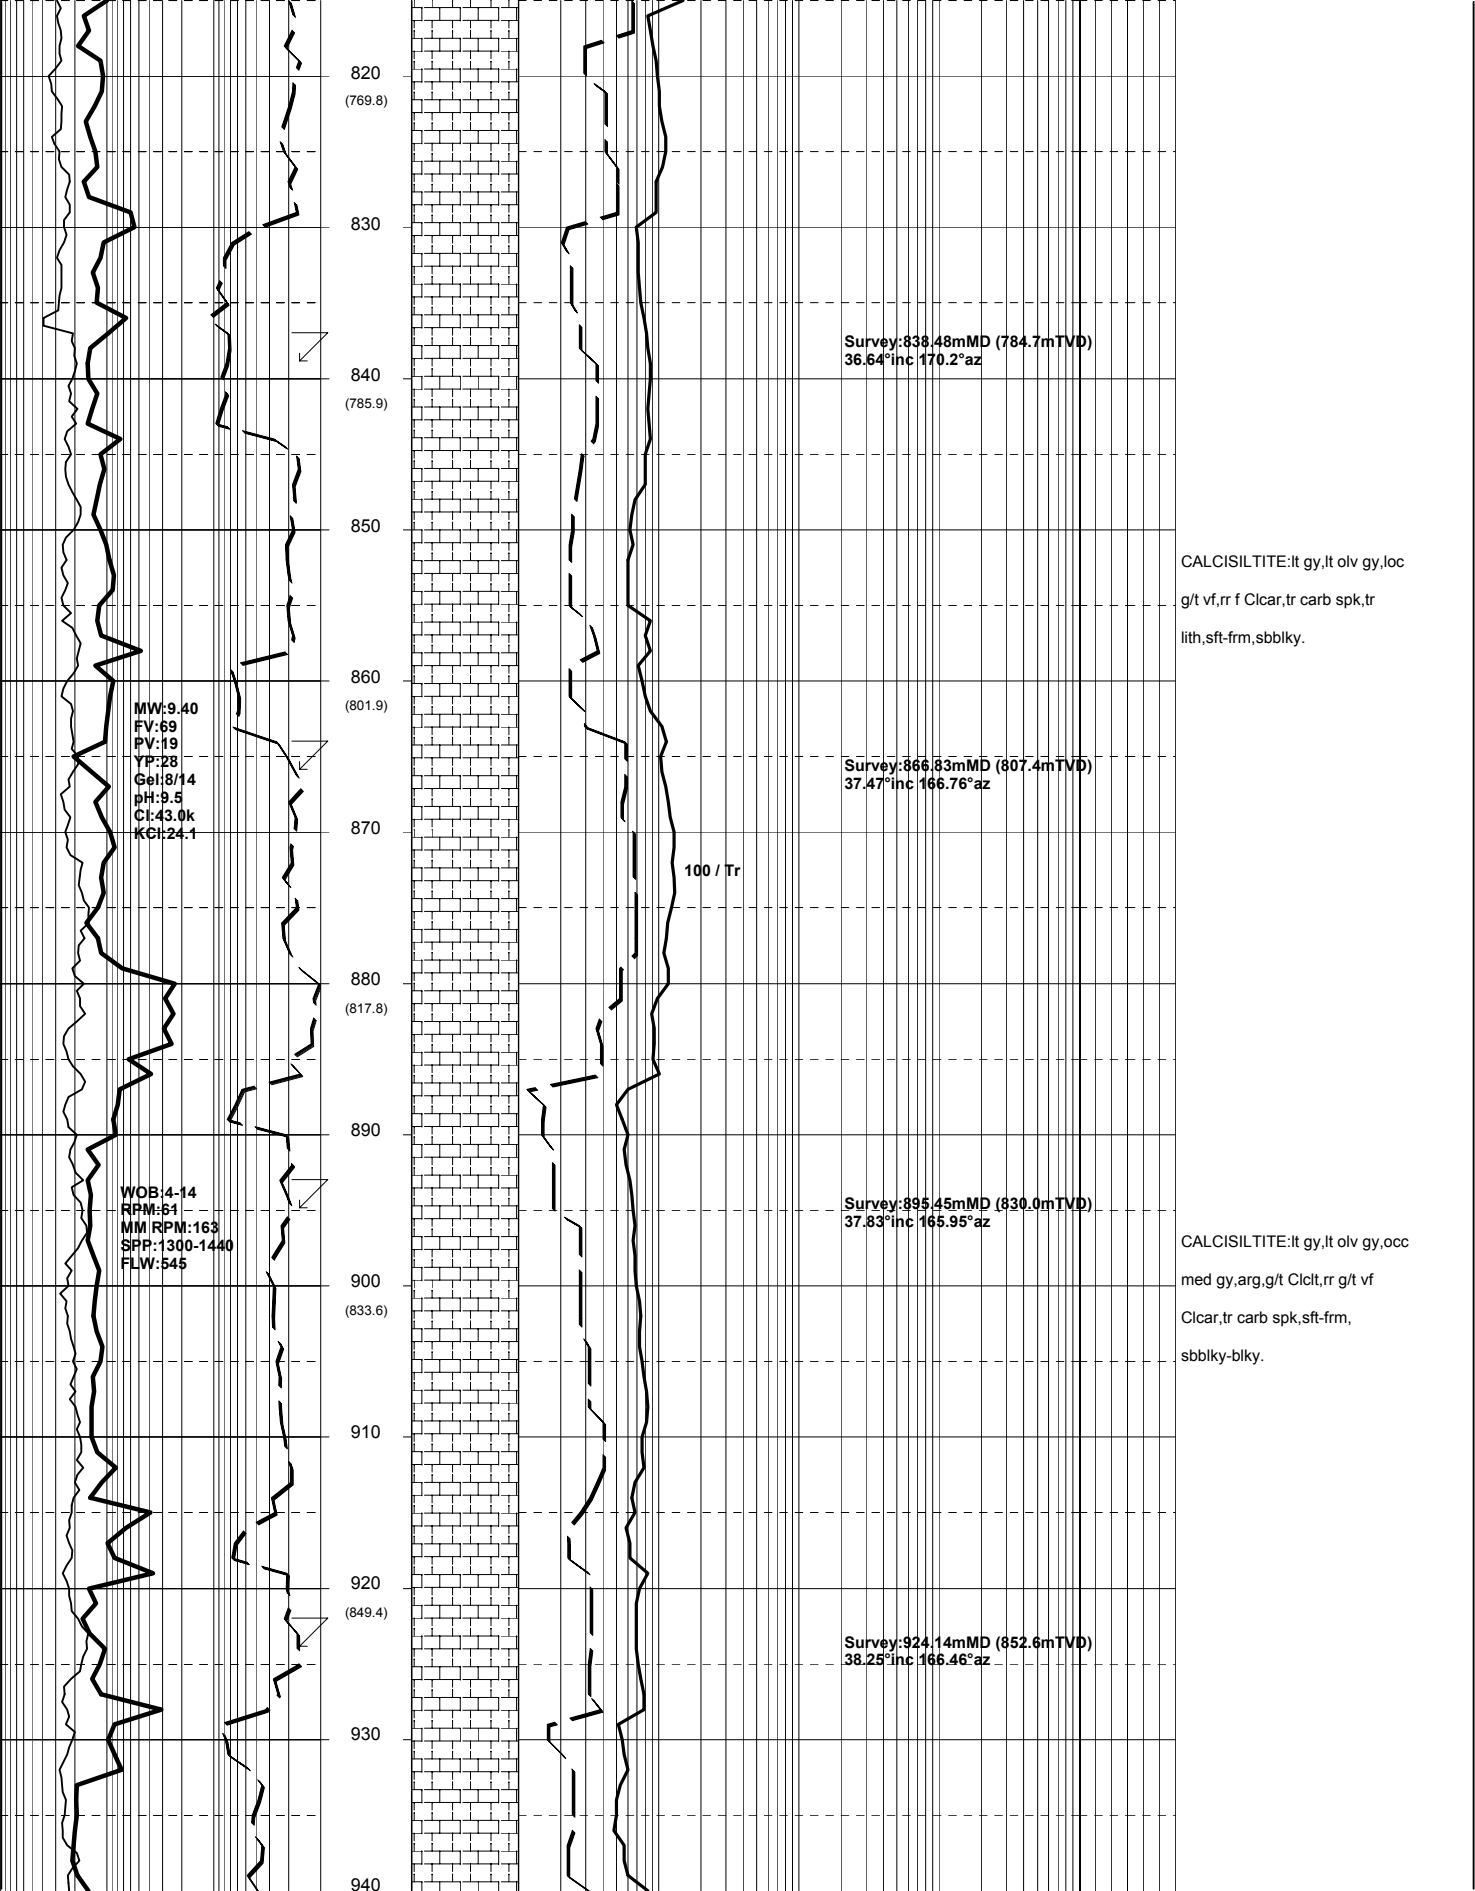 820
(769.8)
830
Survey:838.48mMD (784.7mTVD)
36.64°inc 170.2°az
840
(785.9)
850
CALCISILTITE:lt gy,lt olv gy,loc
g/t vf,rr f Clcar,tr carb spk,tr
lith,sft-frm,sbblky.
860
(801.9)
MW:9.40
FV:69
PV:19
YP:28
Gel:8/14
pH:9.5
Cl:43.0k
KCl:24.1
Survey:866.83mMD (807.4mTVD)
37.47°inc 166.76°az
870
100 / Tr
880
(817.8)
890
WOB:4-14
RPM:61
MM RPM:163
SPP:1300-1440
FLW:545
Survey:895.45mMD (830.0mTVD)
37.83°inc 165.95°az
CALCISILTITE:lt gy,lt olv gy,occ
med gy,arg,g/t Clclt,rr g/t vf
Clcar,tr carb spk,sft-frm,
sbblky-blky.
900
(833.6)
910
920
(849.4)
Survey:924.14mMD (852.6mTVD)
38.25°inc 166.46°az
930
940